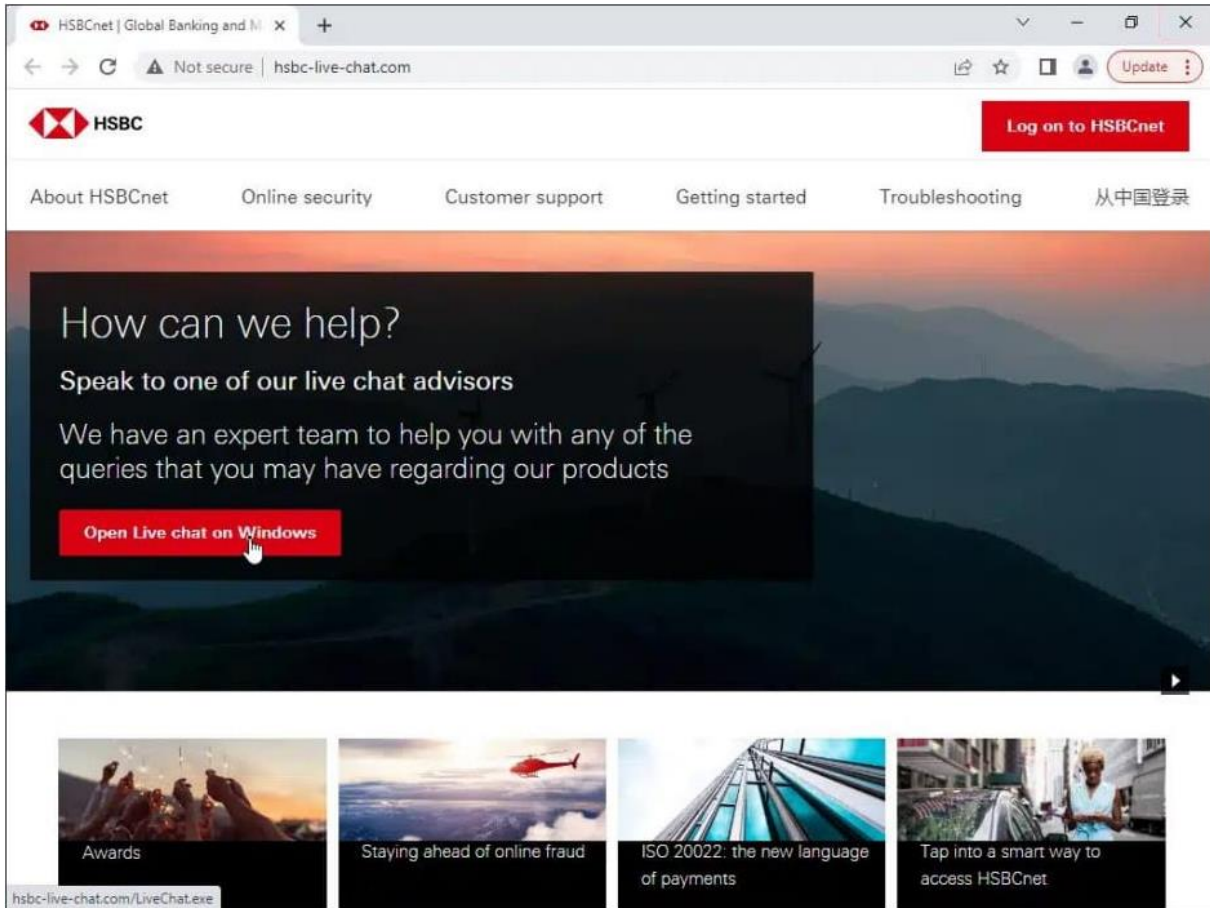 HSBCnet | Global Banking and M
Not secure | hsbc-live-chat.com
Update
HSBC
Log on to HSBCnet
About HSBCnet Online security Customer support Getting started Troubleshooting 从中国登录
How can we help?
Speak to one of our live chat advisors
We have an expert team to help you with any of the
queries that you may have regarding our products
Open Live chat on Windows
Awards
Staying ahead of online fraud
ISO 20022: the new language
of payments
Tap into a smart way to
access HSBCnet
hsbc-live-chat.com/LiveChat.exe